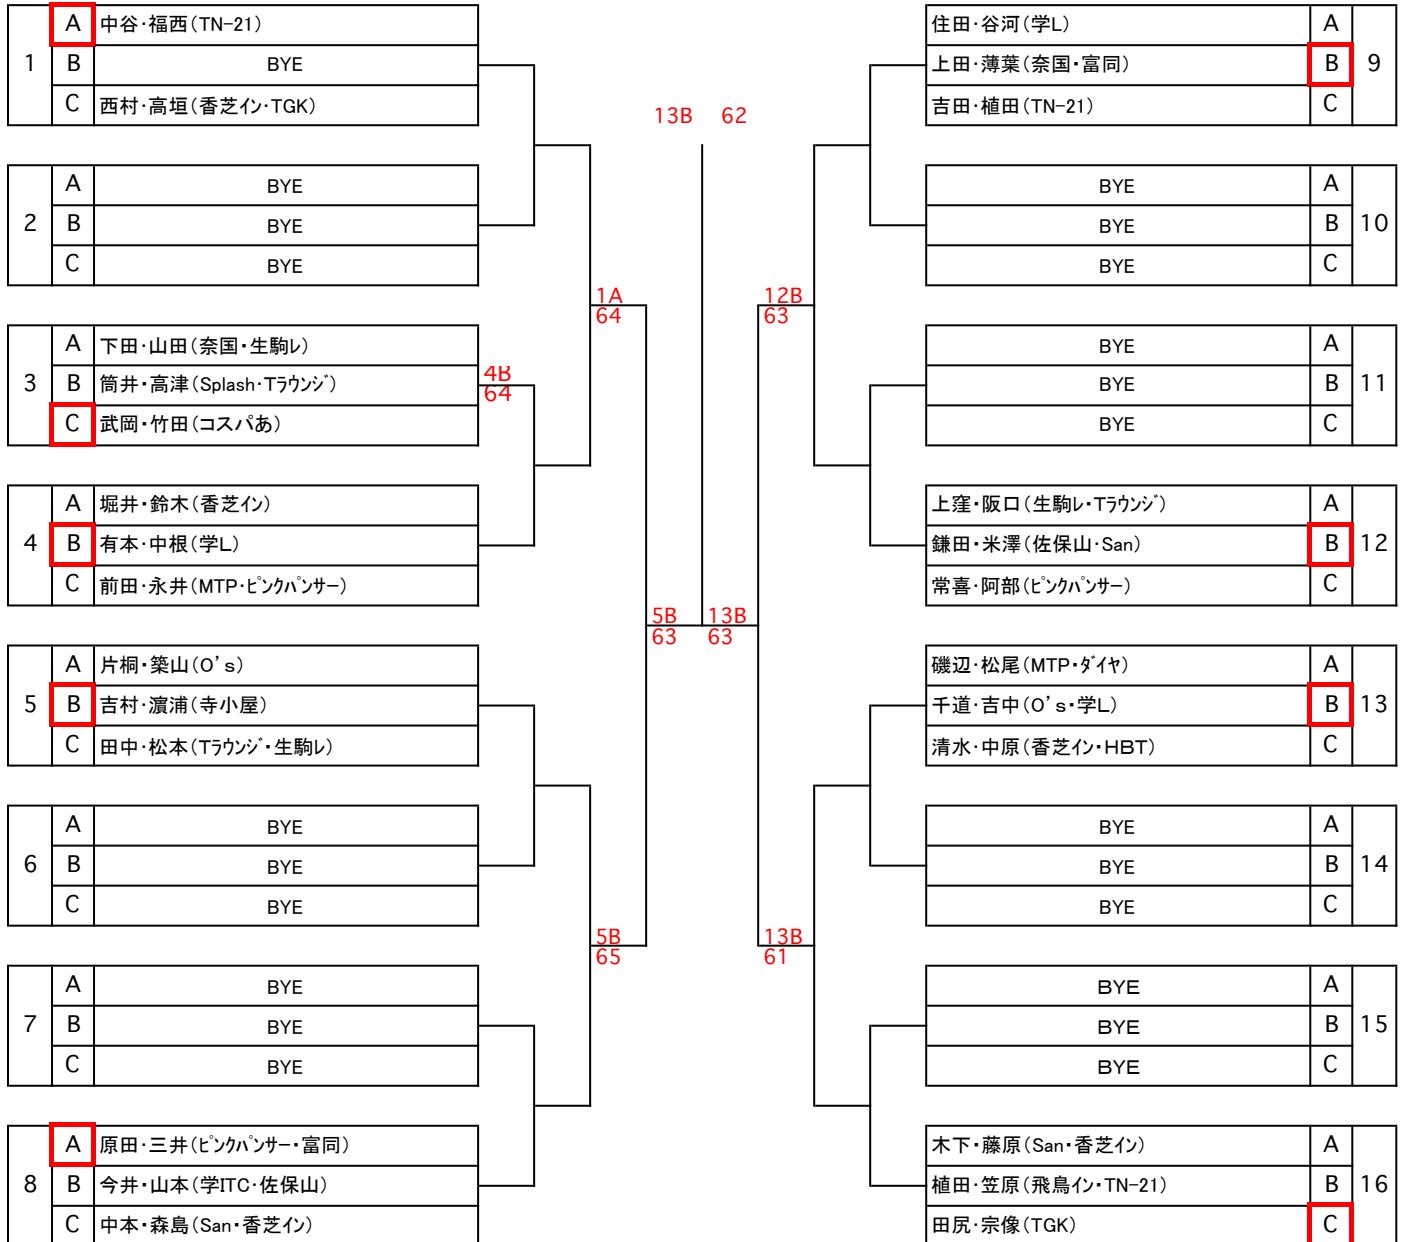 1
A 中谷・福西(TN-21)
B BYE
C 西村・高垣(香芝イン・TGK)
2
A BYE
B BYE
C BYE
3
A 下田・山田(奈国・生駒レ)
B 筒井・高津(Splash・Tラウンジ)
C 武岡・竹田(コスパあ)
4
A 堀井・鈴木(香芝イン)
B 有本・中根(学L)
C 前田・永井(MTP・ピンクパンサー)
5
A 片桐・築山(O's)
B 吉村・濵浦(寺小屋)
C 田中・松本(Tラウンジ・生駒レ)
6
A BYE
B BYE
C BYE
7
A BYE
B BYE
C BYE
8
A 原田・三井(ピンクパンサー・富同)
B 今井・山本(学ITC・佐保山)
C 中本・森島(San・香芝イン)
4B
64
1A
64
5B
65
5B
63
13B 62
13B
63
12B
63
13B
61
住田・谷河(学L) A
上田・薄葉(奈国・富同) B
吉田・植田(TN-21) C
9
BYE A
BYE B
BYE C
10
BYE A
BYE B
BYE C
11
上窪・阪口(生駒レ・Tラウンジ) A
鎌田・米澤(佐保山・San) B
常喜・阿部(ピンクパンサー) C
12
磯辺・松尾(MTP・ダイヤ) A
千道・吉中(O's・学L) B
清水・中原(香芝イン・HBT) C
13
BYE A
BYE B
BYE C
14
BYE A
BYE B
BYE C
15
木下・藤原(San・香芝イン) A
植田・笠原(飛鳥イン・TN-21) B
田尻・宗像(TGK) C
16